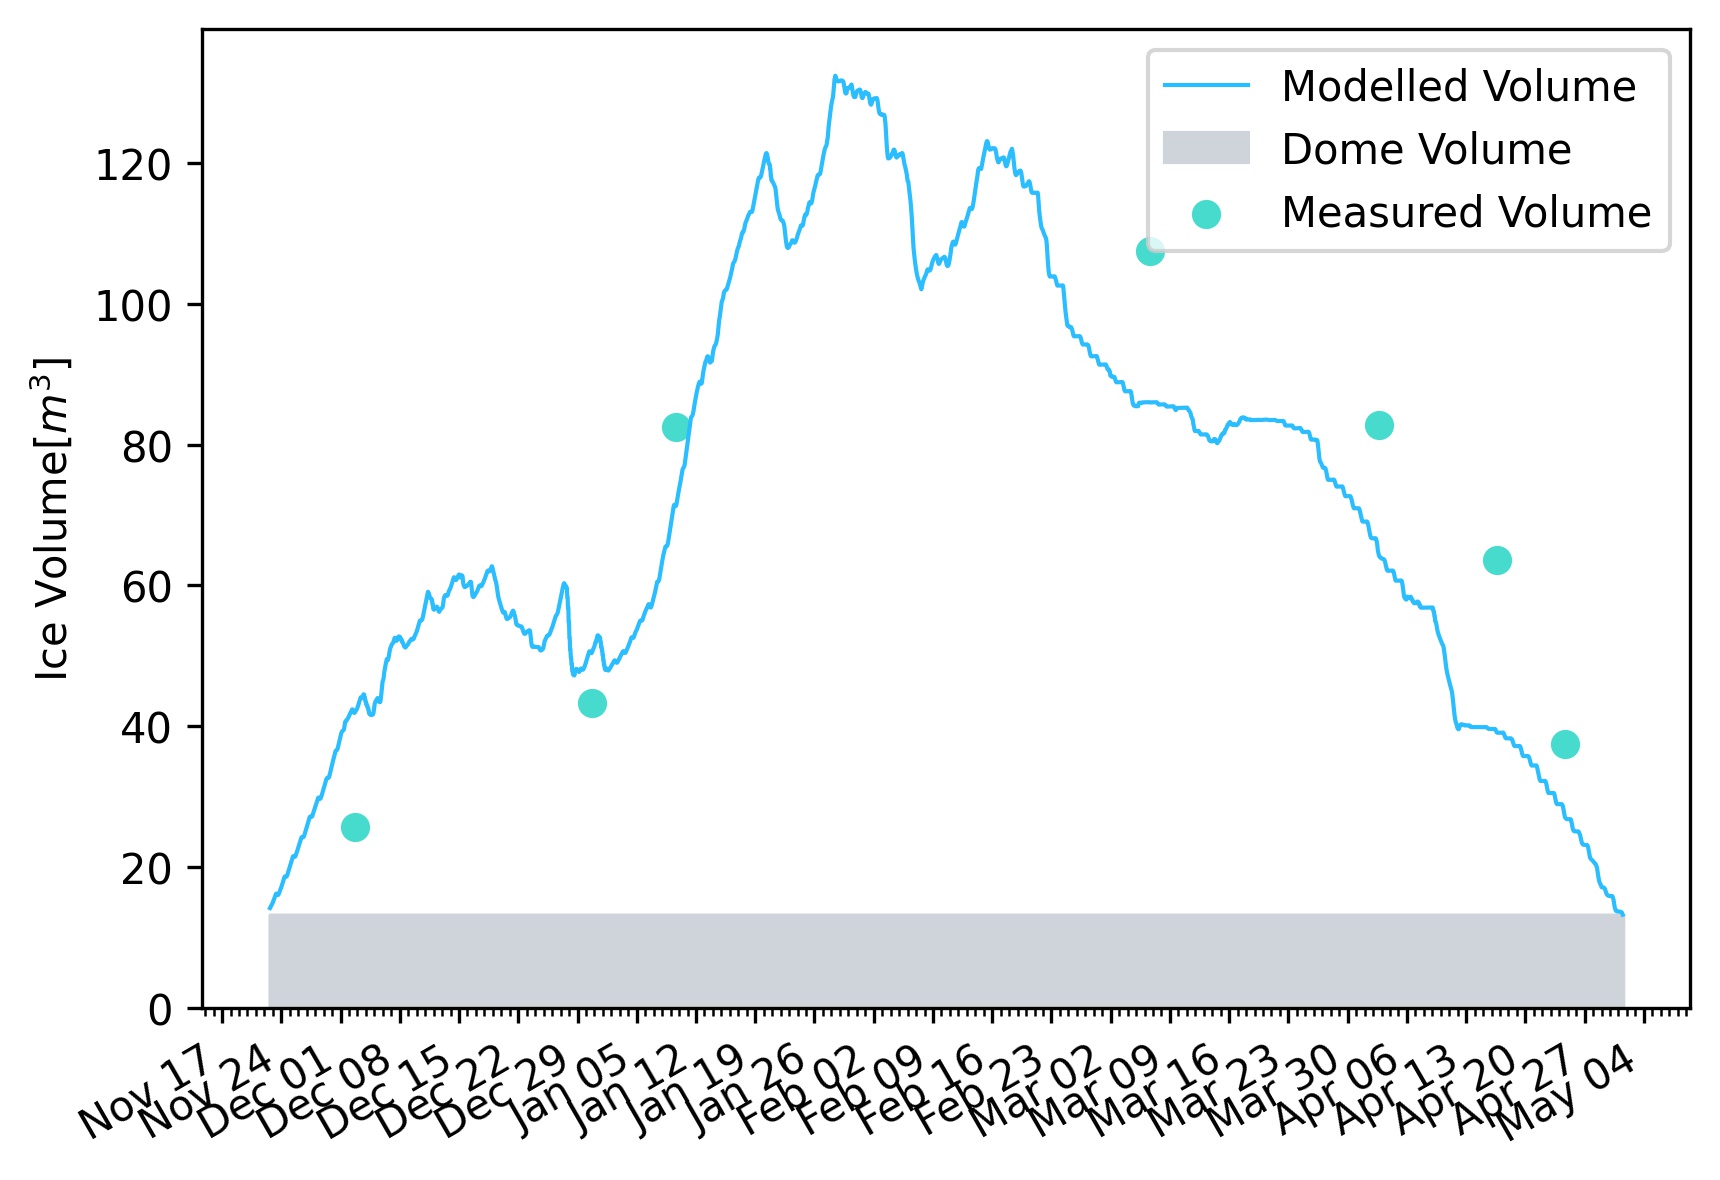 Modelled Volume
Dome Volume
Measured Volume
Ice Volume[m³]
120
100
80
60
40
20
0
Nov 17
Nov 24
Dec 01
Dec 08
Dec 15
Dec 22
Dec 29
Jan 05
Jan 12
Jan 19
Jan 26
Feb 02
Feb 09
Feb 16
Feb 23
Mar 02
Mar 09
Mar 16
Mar 23
Mar 30
Apr 06
Apr 13
Apr 20
Apr 27
May 04